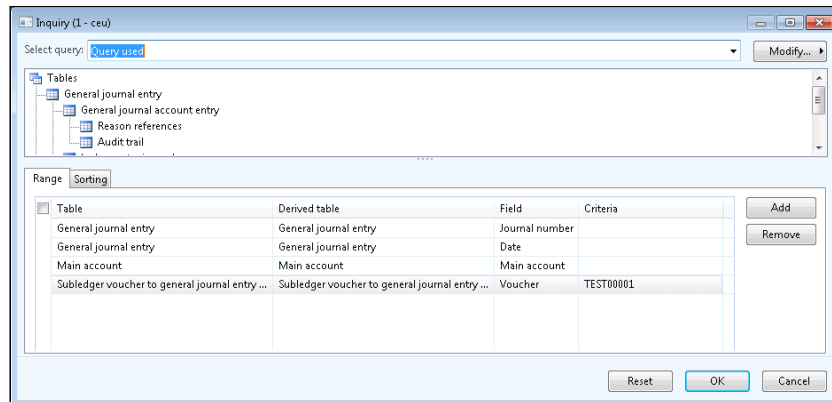 Inquiry (1 - ceu)
Select query: Query used Modify...
Tables
General journal entry
General journal account entry
Reason references
Audit trail
Range Sorting
Table Derived table Field Criteria Add
General journal entry General journal entry Journal number
General journal entry General journal entry Date Remove
Main account Main account Main account
Subledger voucher to general journal entry ... Subledger voucher to general journal entry ... Voucher TEST00001
Reset OK Cancel